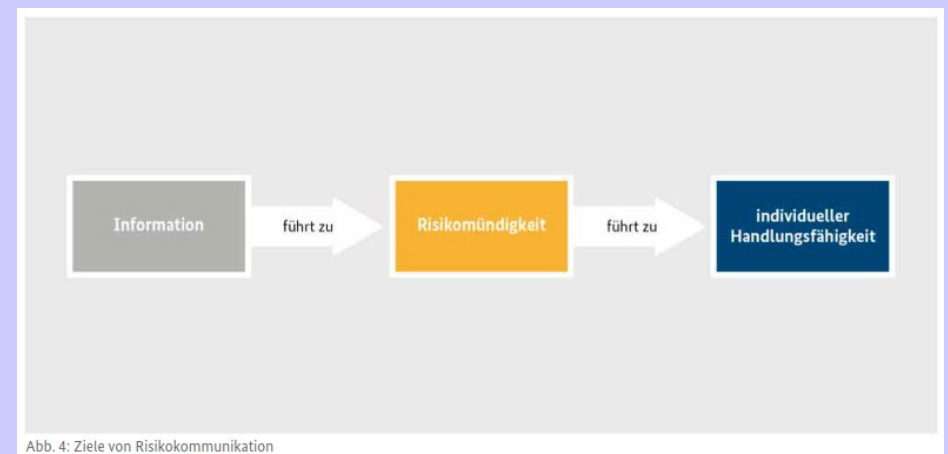 Information
führt zu
Risikomündigkeit
führt zu
individueller
Handlungsfähigkeit
Abb. 4: Ziele von Risikokommunikation